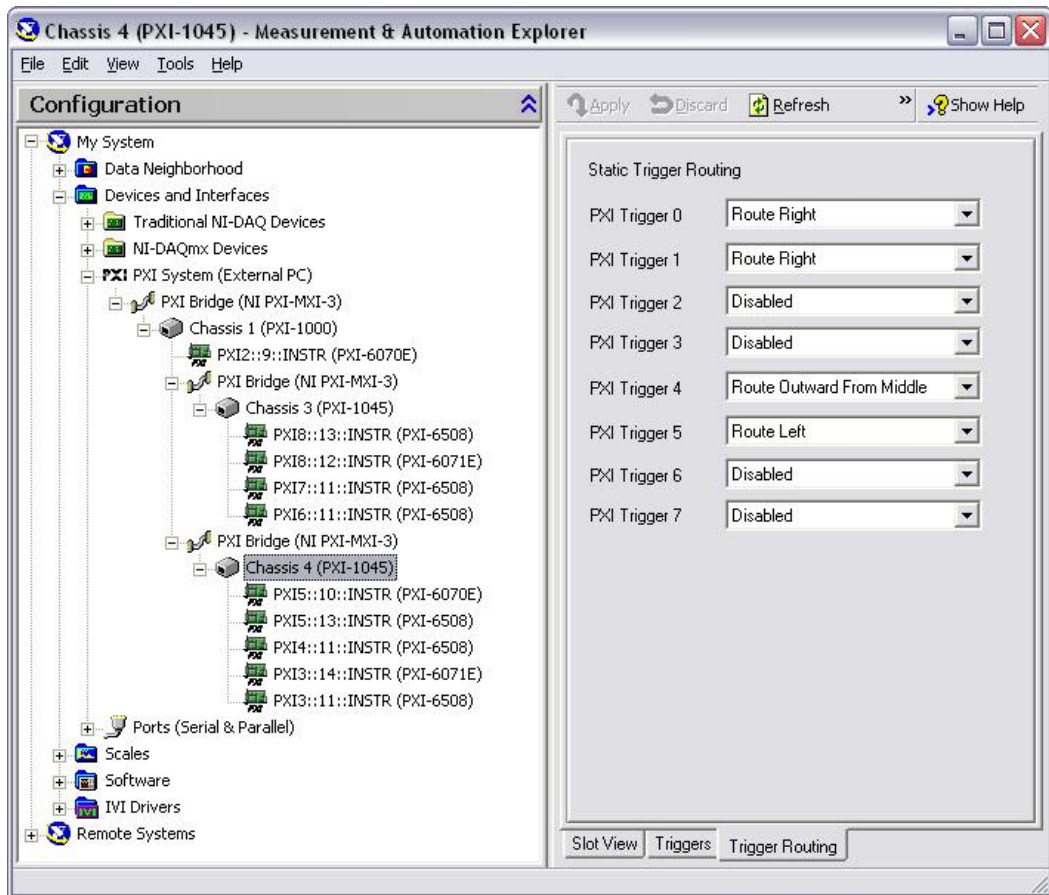 Chassis 4 (PXI-1045) - Measurement & Automation Explorer
File Edit View Tools Help
Configuration
My System
Data Neighborhood
Devices and Interfaces
Traditional NI-DAQ Devices
NI-DAQmx Devices
PXI PXI System (External PC)
PXI Bridge (NI PXI-MXI-3)
Chassis 1 (PXI-1000)
PXI2::9::INSTR (PXI-6070E)
PXI Bridge (NI PXI-MXI-3)
Chassis 3 (PXI-1045)
PXI8::13::INSTR (PXI-6508)
PXI8::12::INSTR (PXI-6071E)
PXI7::11::INSTR (PXI-6508)
PXI6::11::INSTR (PXI-6508)
PXI Bridge (NI PXI-MXI-3)
Chassis 4 (PXI-1045)
PXI5::10::INSTR (PXI-6070E)
PXI5::13::INSTR (PXI-6508)
PXI4::11::INSTR (PXI-6508)
PXI3::14::INSTR (PXI-6071E)
PXI3::11::INSTR (PXI-6508)
Ports (Serial & Parallel)
Scales
Software
IVI Drivers
Remote Systems
Apply Discard Refresh » Show Help
Static Trigger Routing
PXI Trigger 0 Route Right
PXI Trigger 1 Route Right
PXI Trigger 2 Disabled
PXI Trigger 3 Disabled
PXI Trigger 4 Route Outward From Middle
PXI Trigger 5 Route Left
PXI Trigger 6 Disabled
PXI Trigger 7 Disabled
Slot View Triggers Trigger Routing